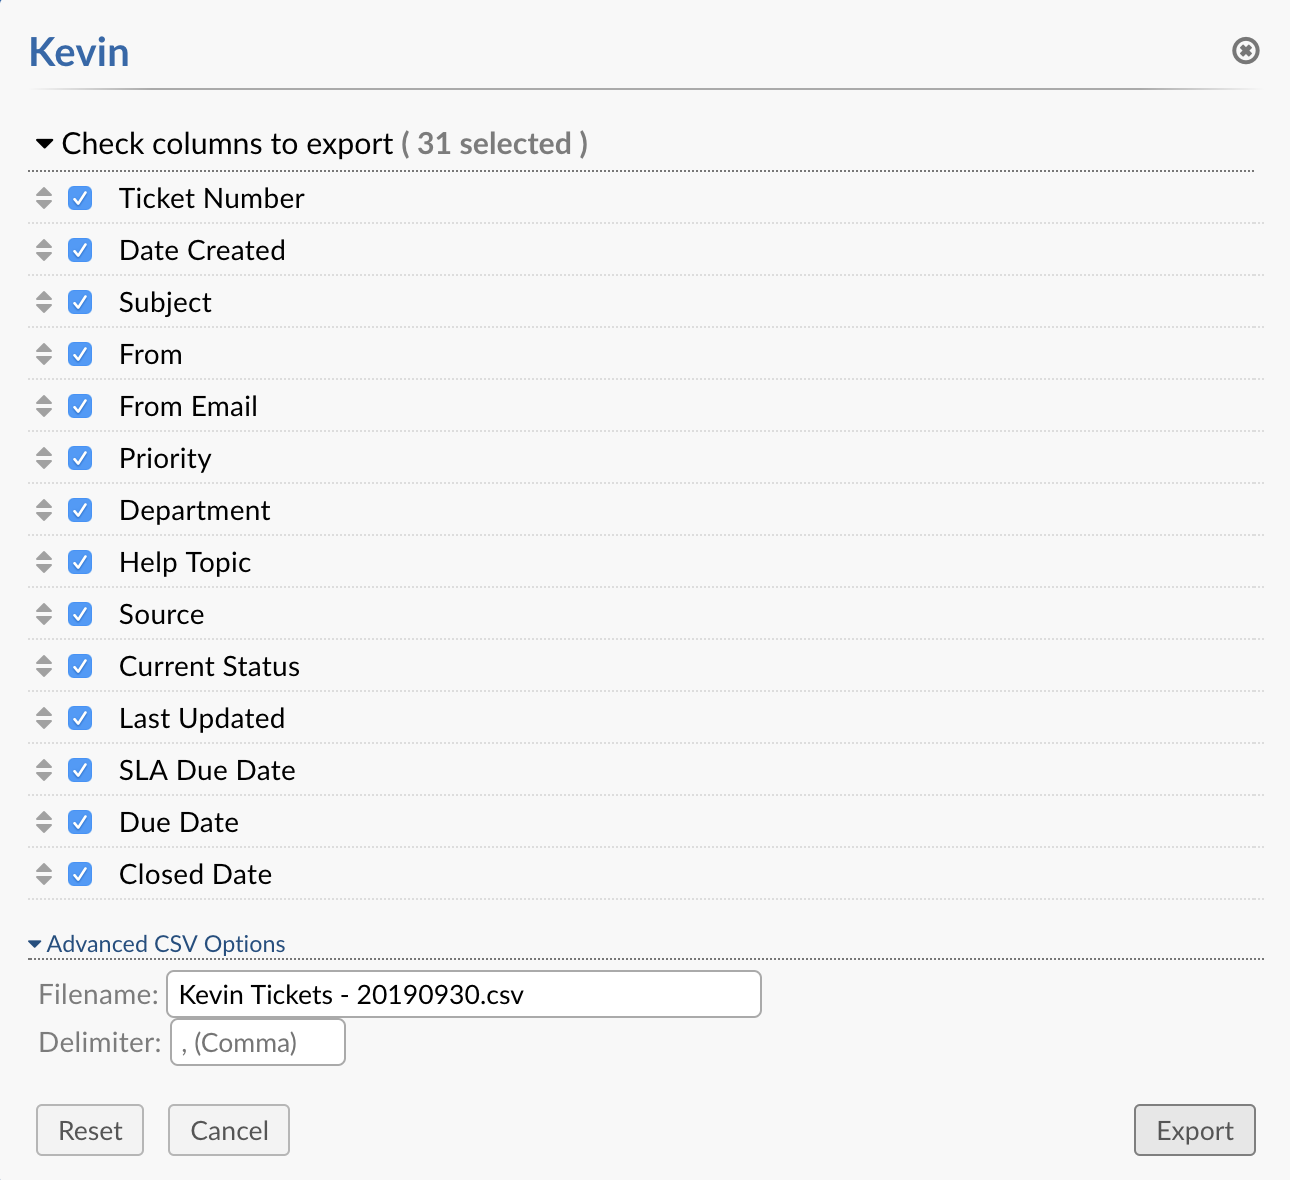 Kevin
Check columns to export ( 31 selected )
Ticket Number
Date Created
Subject
From
From Email
Priority
Department
Help Topic
Source
Current Status
Last Updated
SLA Due Date
Due Date
Closed Date
Advanced CSV Options
Filename: Kevin Tickets - 20190930.csv
Delimiter: , (Comma)
Reset Cancel Export